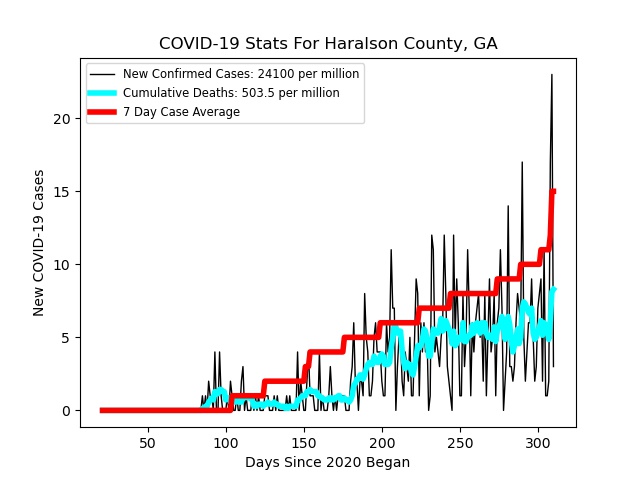 COVID-19 Stats For Haralson County, GA
New Confirmed Cases: 24100 per million
Cumulative Deaths: 503.5 per million
7 Day Case Average
New COVID-19 Cases
20
15
10
5
0
50 100 150 200 250 300
Days Since 2020 Began